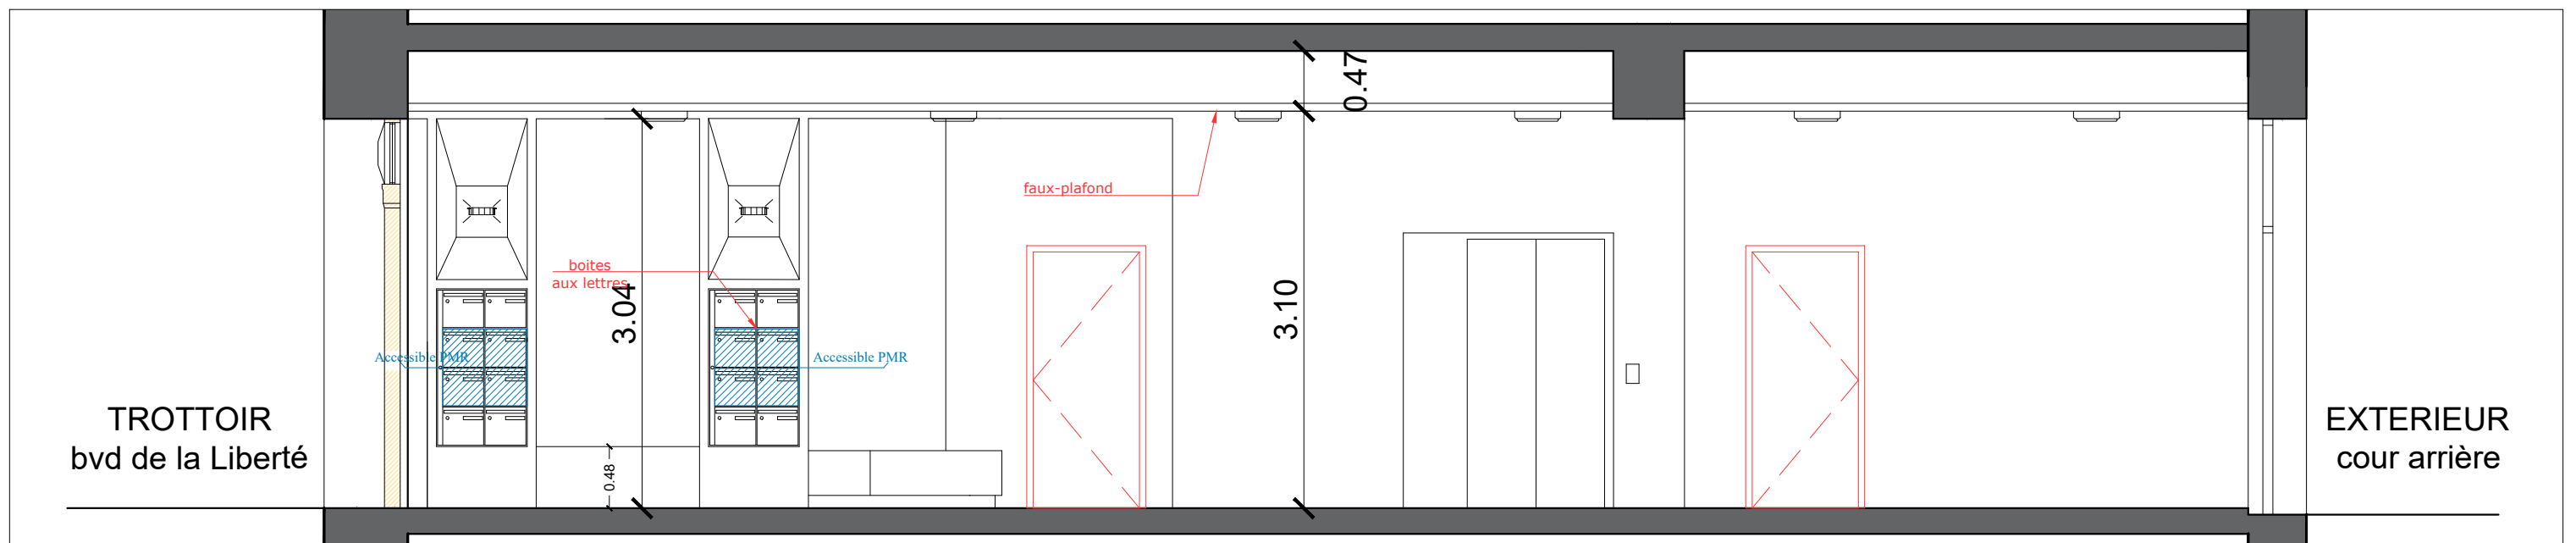 0.47
faux-plafond
boites
aux lettres
3.04
3.10
Accessible PMR
Accessible PMR
TROTTOIR
bvd de la Liberté
0.48
EXTERIEUR
cour arrière